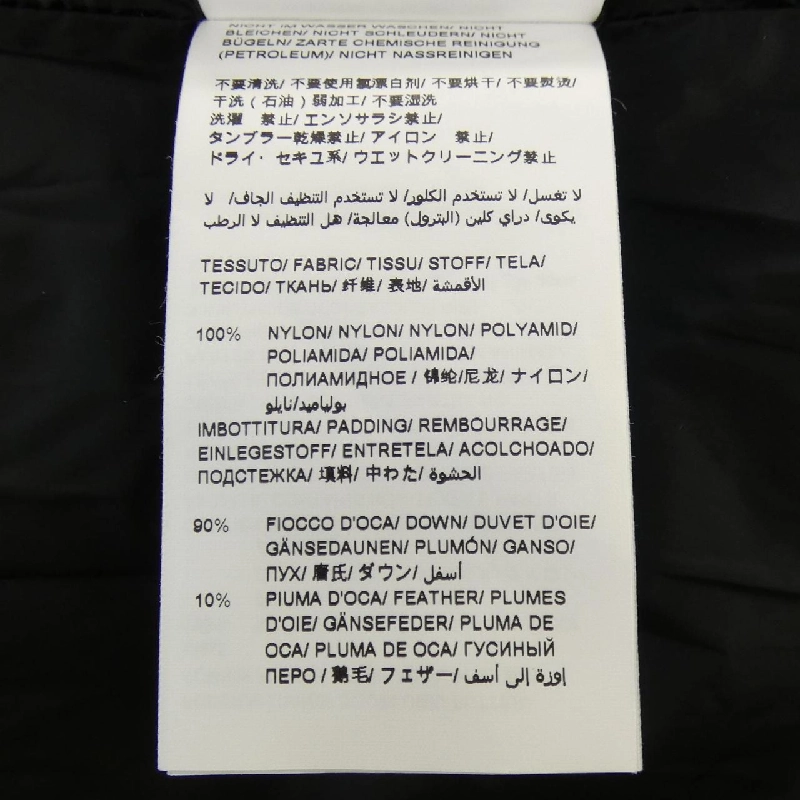 NICHT IM WASSER WASCHEN/ NICHT
BLEICHEN/ NICHT SCHLEUDERN/ NICHT
BÜGELN/ ZARTE CHEMISCHE REINIGUNG
(PETROLEUM)/ NICHT NASSREINIGEN
不要清洗/ 不要使用氯漂白剂/ 不要烘干/ 不要熨烫/
干洗 ( 石油 ) 弱加工/ 不要湿洗
洗濯 禁止/ エンソサラシ禁止/
タンブラー乾燥禁止/ アイロン 禁止/
ドライ・ セキユ系/ ウエットクリーニング禁止
لا تغسل/ لا تستخدم الكلور/ لا تستخدم التنظيف الجاف/ لا
يكوى/ دراي كلين (البترول) معالجة/ هل التنظيف لا الرطب
TESSUTO/ FABRIC/ TISSU/ STOFF/ TELA/
TECIDO/ ТКАНЬ/ 纤维/ 表地/ الأقمشة
100% NYLON/ NYLON/ NYLON/ POLYAMID/
POLIAMIDA/ POLIAMIDA/
ПОЛИАМИДНОЕ / 锦纶/尼龙/ ナイロン/
بولياميد/نايلو
IMBOTTITURA/ PADDING/ REMBOURRAGE/
EINLEGESTOFF/ ENTRETELA/ ACOLCHOADO/
ПОДСТЕЖКА/ 填料/ 中わた/ الحشوة
90% FIOCCO D'OCA/ DOWN/ DUVET D'OIE/
GÄNSEDAUNEN/ PLUMÓN/ GANSO/
ПУХ/ 唐氏/ ダウン/ أسفل
10% PIUMA D'OCA/ FEATHER/ PLUMES
D'OIE/ GÄNSEFEDER/ PLUMA DE
OCA/ PLUMA DE OCA/ ГУСИНЫЙ
ПЕРО / 鹅毛/ フェザー/ إوزة إلى أسف